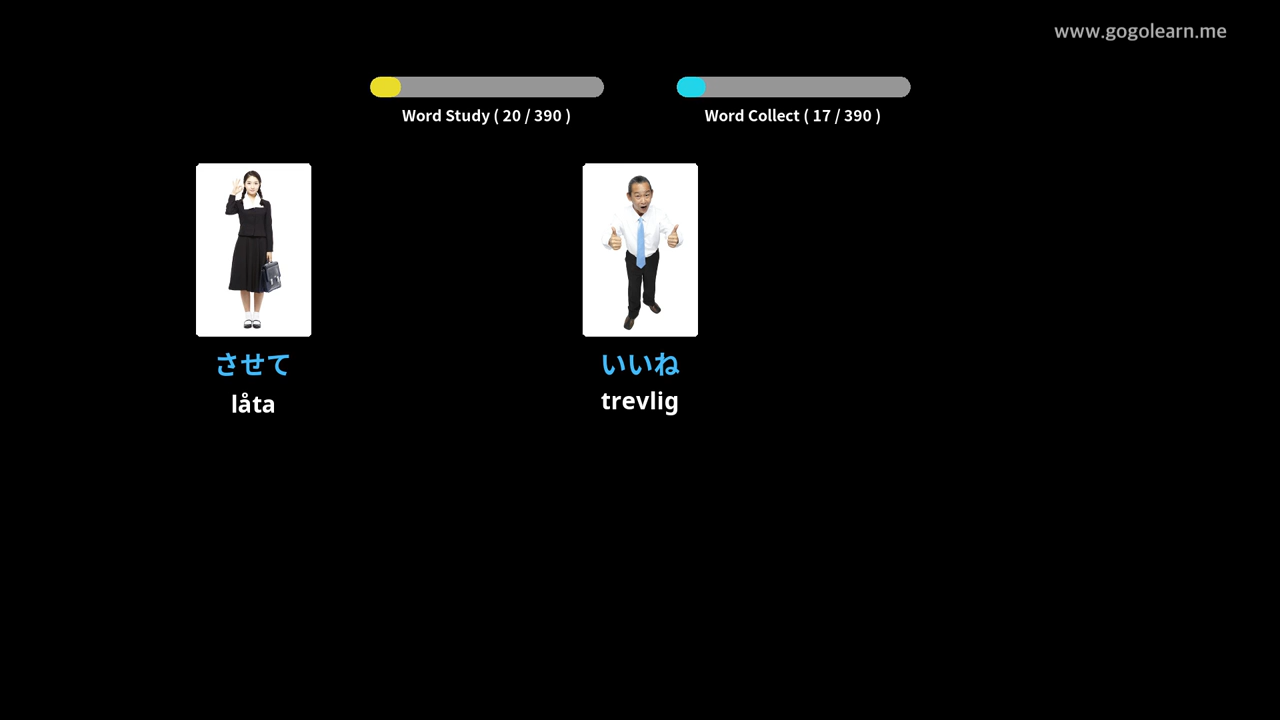 www.gogolearn.me
Word Study ( 20 / 390 )
Word Collect ( 17 / 390 )
させて
låta
いいね
trevlig